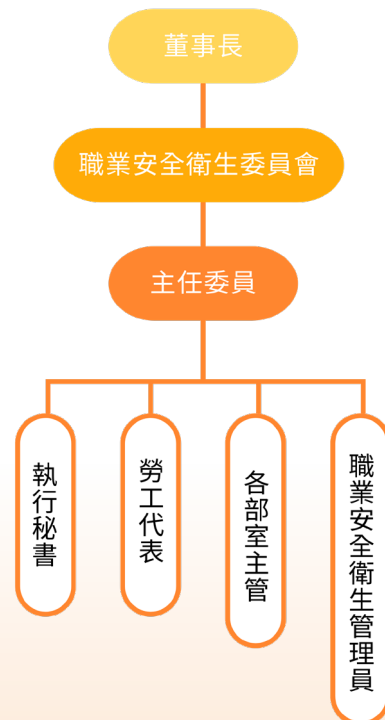 董事長
職業安全衛生委員會
主任委員
執行秘書
勞工代表
各部室主管
職業安全衛生管理員